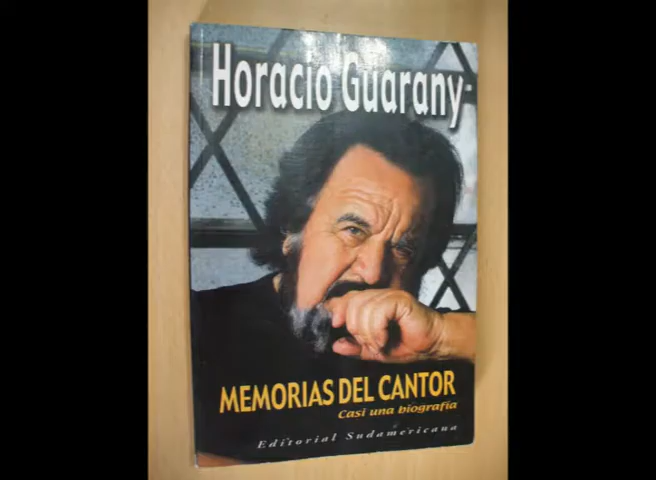 Horacio Guarany
MEMORIAS DEL CANTOR
Casi una biografía
Editorial Sudamericana